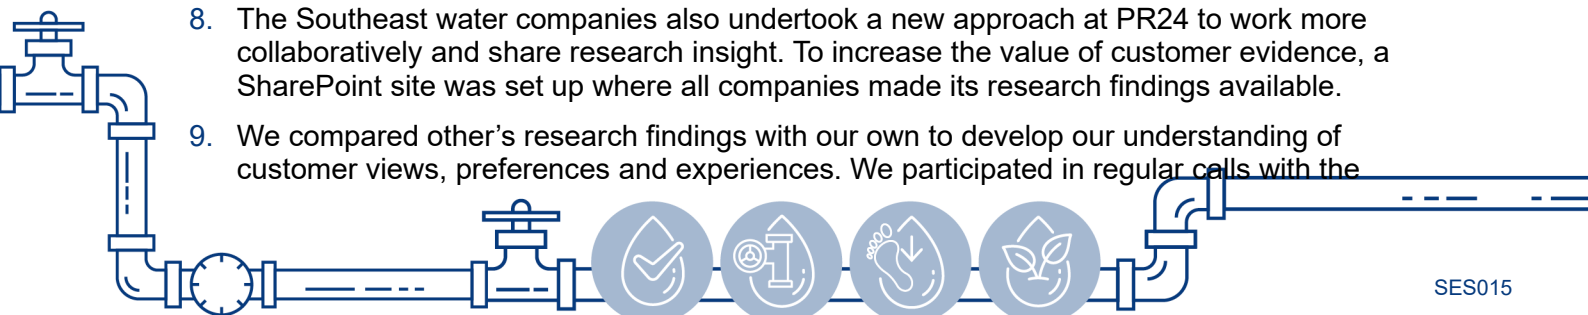 8. The Southeast water companies also undertook a new approach at PR24 to work more
collaboratively and share research insight. To increase the value of customer evidence, a
SharePoint site was set up where all companies made its research findings available.
9. We compared other's research findings with our own to develop our understanding of
customer views, preferences and experiences. We participated in regular calls with the
SES015